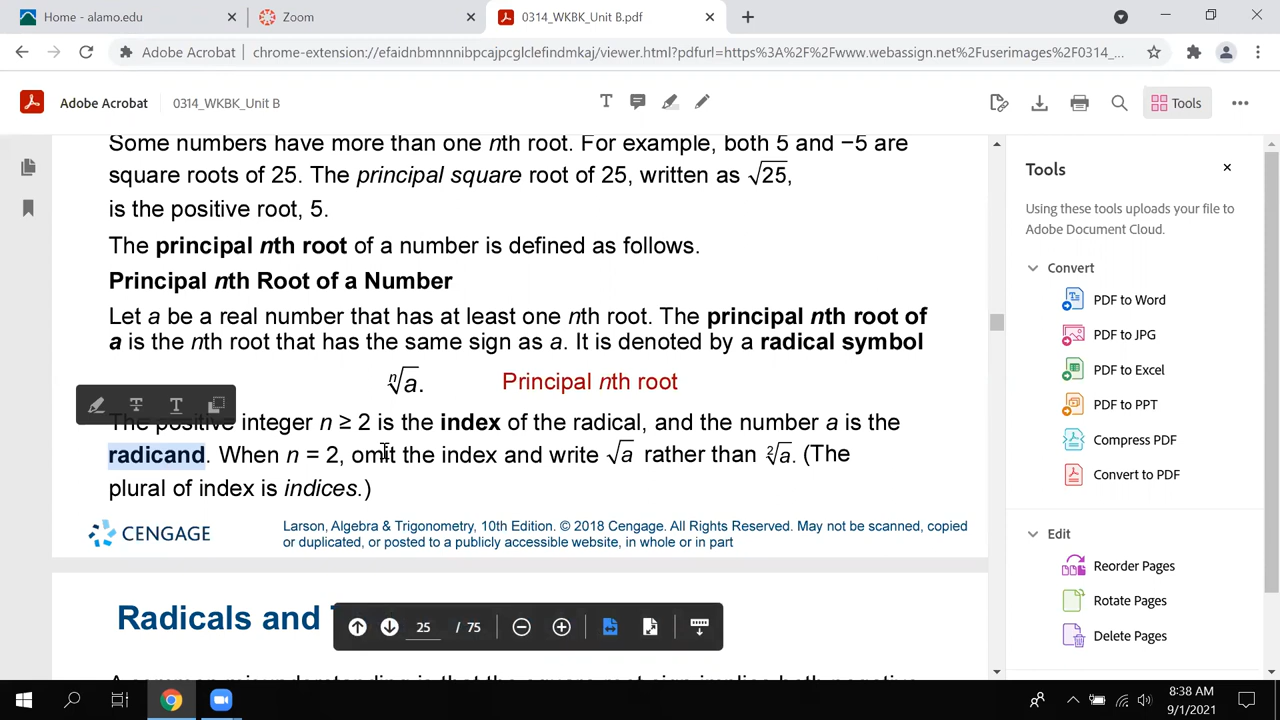 Home - alamo.edu
Zoom
0314_WKBK_Unit B.pdf
Adobe Acrobat
chrome-extension://efaidnbmnnnibpcajpcglclefindmkaj/viewer.html?pdfurl=https%3A%2F%2Fwww.webassign.net%2Fuserimages%2F0314_...
Adobe Acrobat
0314_WKBK_Unit B
Tools
Some numbers have more than one nth root. For example, both 5 and −5 are
square roots of 25. The principal square root of 25, written as √25,
is the positive root, 5.
The principal nth root of a number is defined as follows.
Principal nth Root of a Number
Let a be a real number that has at least one nth root. The principal nth root of
a is the nth root that has the same sign as a. It is denoted by a radical symbol
ⁿ√a. Principal nth root
The positive integer n ≥ 2 is the index of the radical, and the number a is the
radicand. When n = 2, omit the index and write √a rather than ²√a. (The
plural of index is indices.)
CENGAGE
Larson, Algebra & Trigonometry, 10th Edition. © 2018 Cengage. All Rights Reserved. May not be scanned, copied
or duplicated, or posted to a publicly accessible website, in whole or in part
Radicals and
25 / 75
Tools
Using these tools uploads your file to
Adobe Document Cloud.
Convert
PDF to Word
PDF to JPG
PDF to Excel
PDF to PPT
Compress PDF
Convert to PDF
Edit
Reorder Pages
Rotate Pages
Delete Pages
8:38 AM
9/1/2021